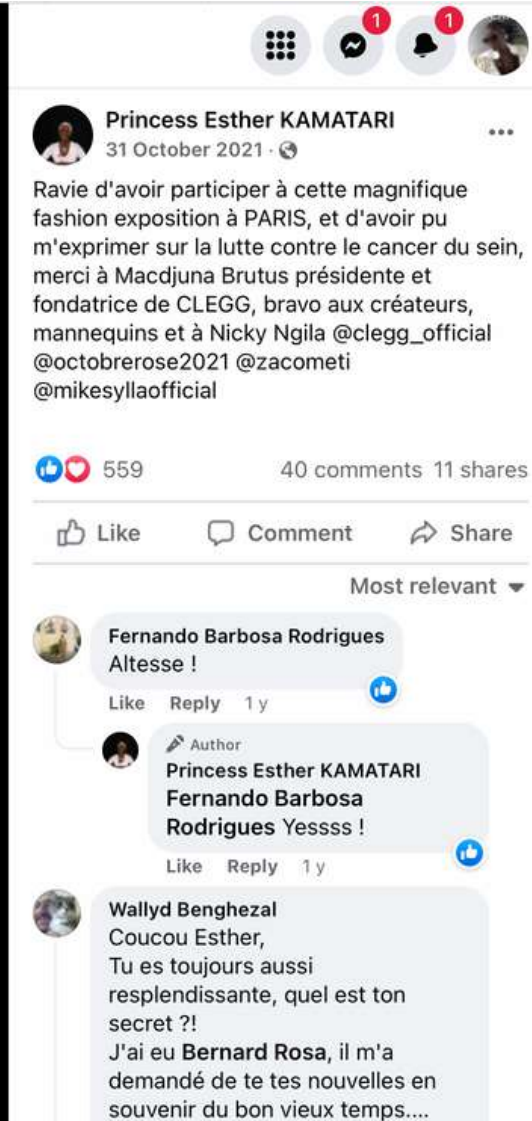 1
1
Princess Esther KAMATARI
31 October 2021 ·
Ravie d'avoir participer à cette magnifique
fashion exposition à PARIS, et d'avoir pu
m'exprimer sur la lutte contre le cancer du sein,
merci à Macdjuna Brutus présidente et
fondatrice de CLEGG, bravo aux créateurs,
mannequins et à Nicky Ngila @clegg_official
@octobrerose2021 @zacometi
@mikesyllaofficial
559 40 comments 11 shares
Like Comment Share
Most relevant
Fernando Barbosa Rodrigues
Altesse !
Like Reply 1 y
Author
Princess Esther KAMATARI
Fernando Barbosa
Rodrigues Yessss !
Like Reply 1 y
Wallyd Benghezal
Coucou Esther,
Tu es toujours aussi
resplendissante, quel est ton
secret ?!
J'ai eu Bernard Rosa, il m'a
demandé de te tes nouvelles en
souvenir du bon vieux temps....